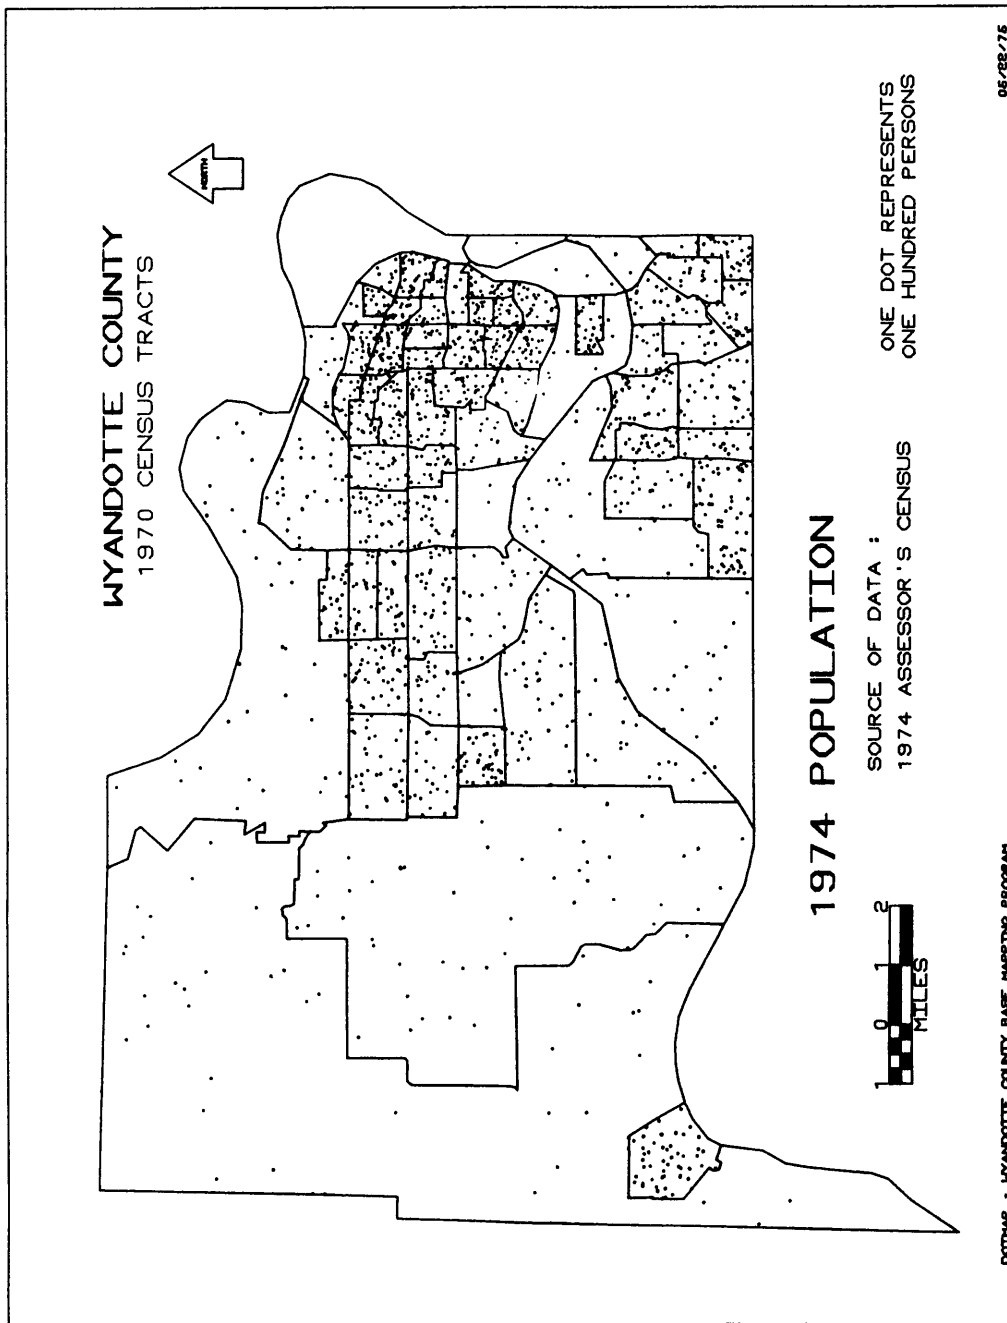 WYANDOTTE COUNTY
1970 CENSUS TRACTS
NORTH
1974 POPULATION
SOURCE OF DATA :
1974 ASSESSOR'S CENSUS
ONE DOT REPRESENTS
ONE HUNDRED PERSONS
1 0 1 2
MILES
DOTMAP - WYANDOTTE COUNTY BASE MAPPING PROGRAM
05/22/75